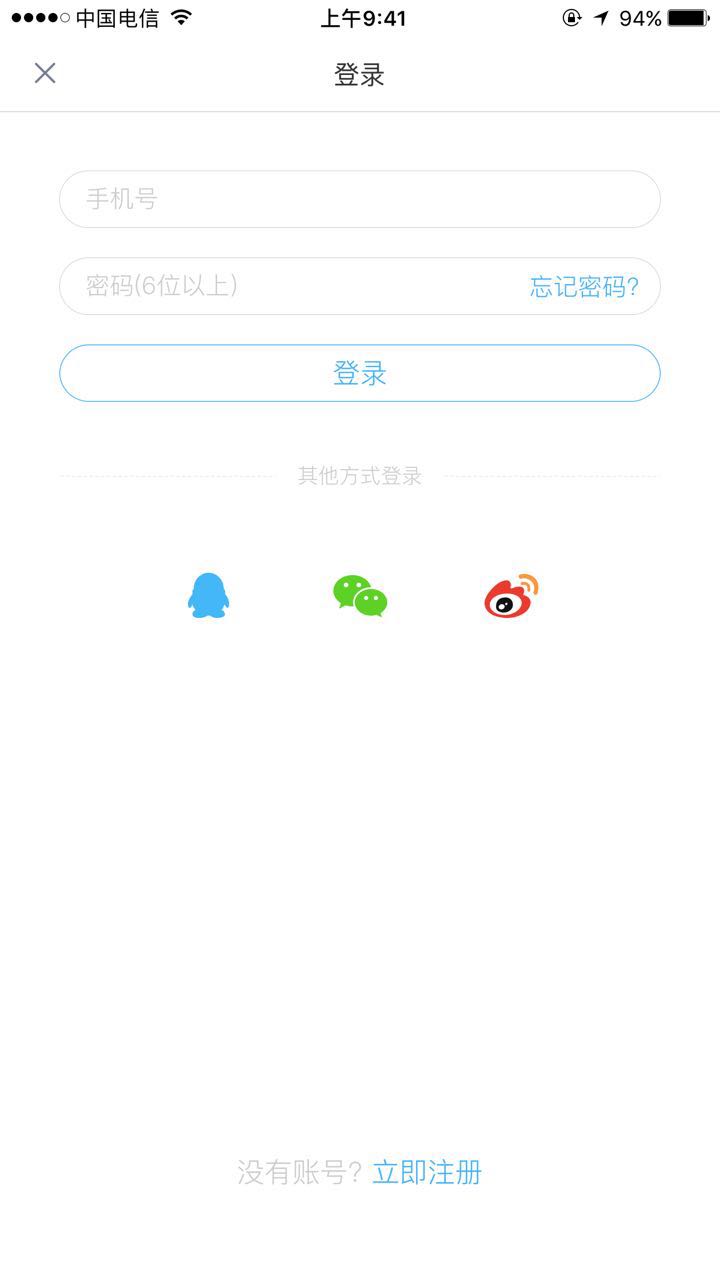 中国电信 上午9:41 94%
登录
手机号
密码(6位以上) 忘记密码?
登录
其他方式登录
没有账号? 立即注册